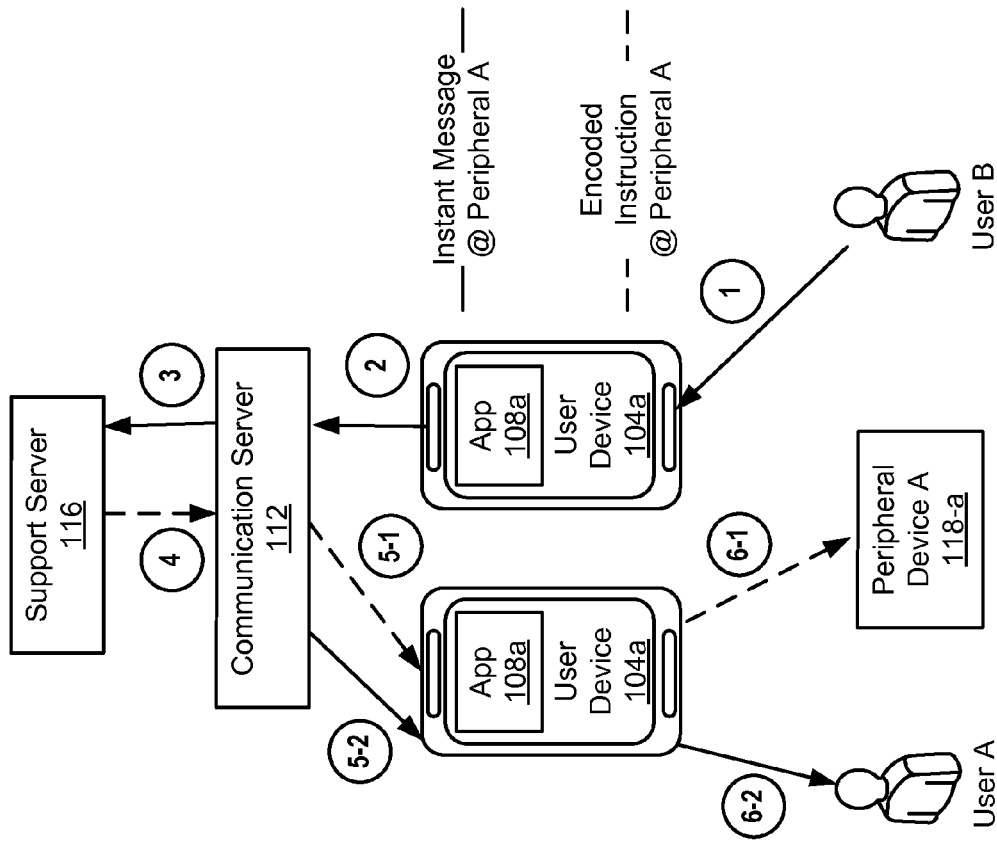 Support Server
116
3
4
Communication Server
112
2
5-1
5-2
App
108a
User
Device
104a
App
108a
User
Device
104a
Instant Message
@ Peripheral A
Encoded
Instruction
@ Peripheral A
1
6-1
6-2
Peripheral
Device A
118-a
User A
User B